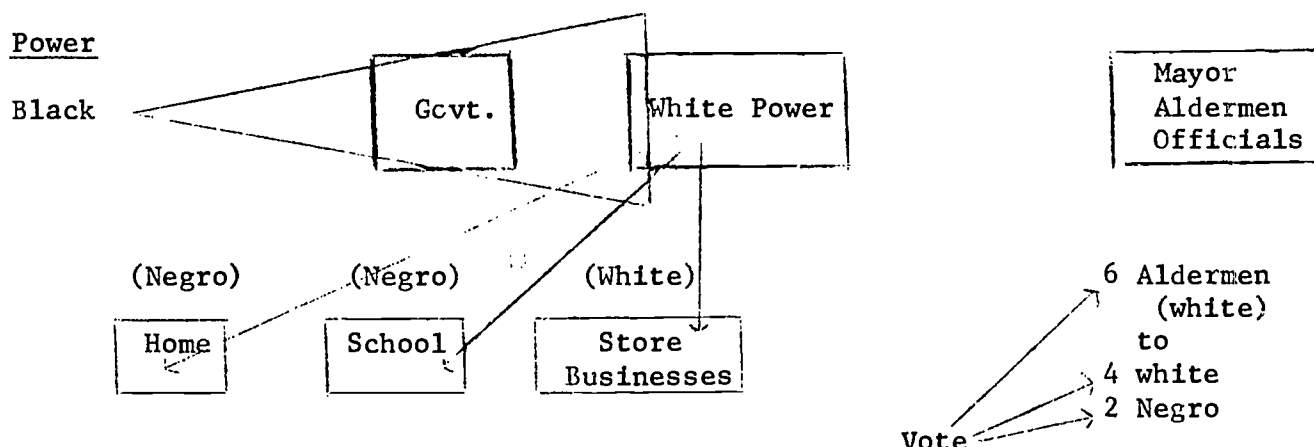 Power
Black
Govt.
White Power
Mayor
Aldermen
Officials
(Negro)
(Negro)
(White)
Home
School
Store
Businesses
6 Aldermen
(white)
to
4 white
2 Negro
Vote